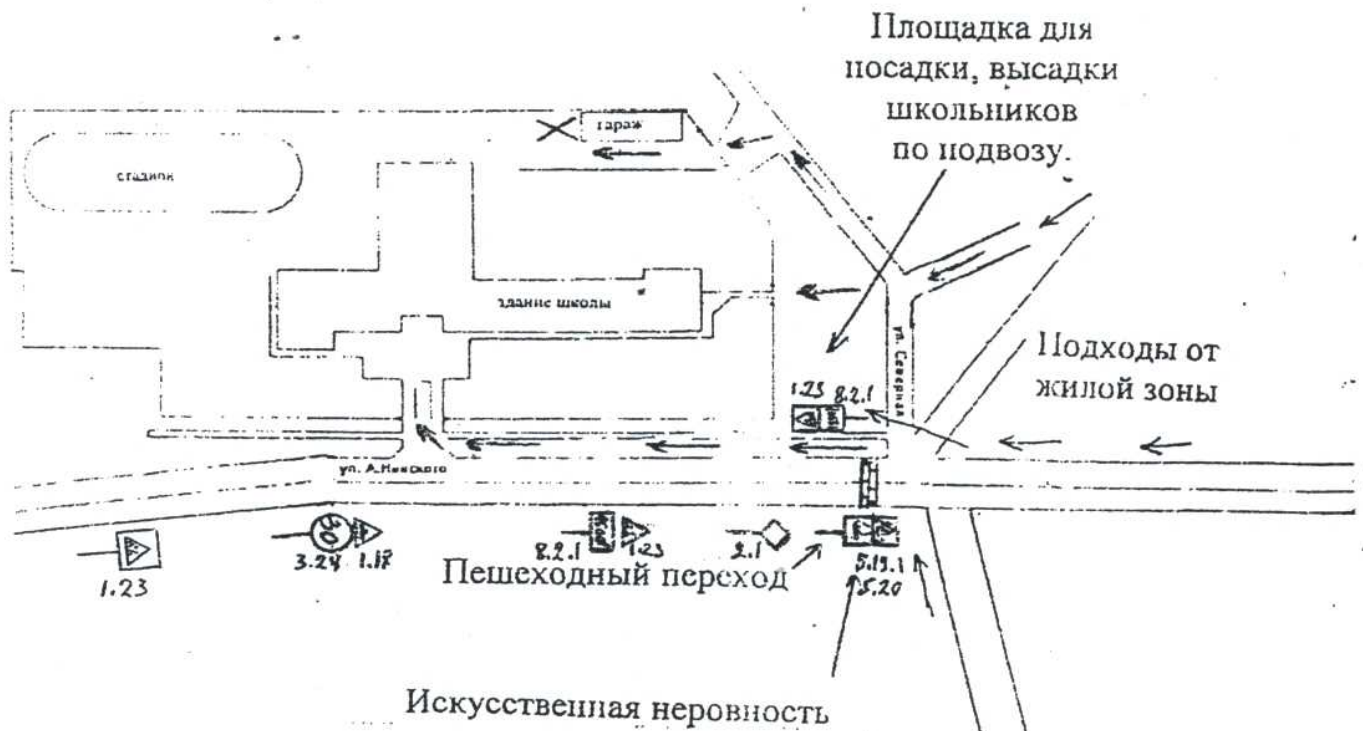 Площадка для
посадки, высадки
школьников
по подвозу.
гараж
стадион
здание школы
ул. Северная
Подходы от
жилой зоны
1.23 8.2.1
ул. А.Невского
1.23
3.24 1.17
8.2.1 1.23
2.1
5.19.1
5.20
Пешеходный переход
Искусственная неровность